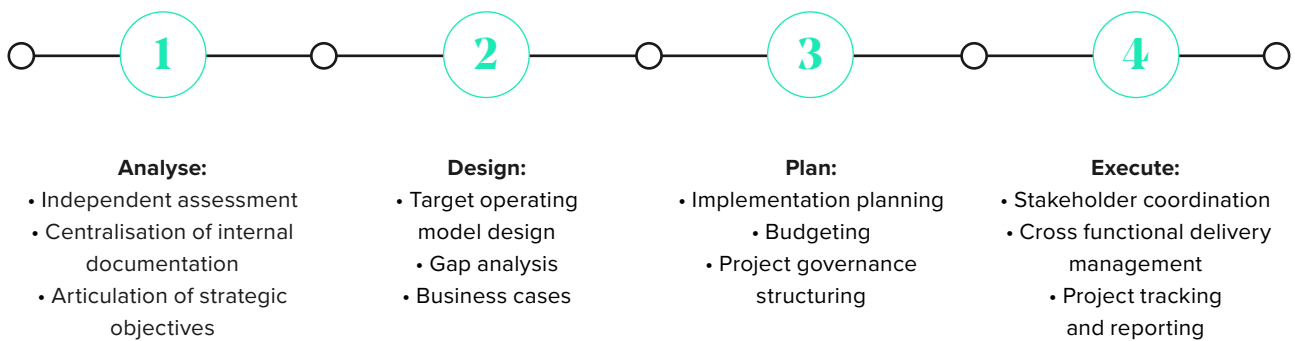 1
2
3
4
Analyse:
• Independent assessment
• Centralisation of internal
documentation
• Articulation of strategic
objectives
Design:
• Target operating
model design
• Gap analysis
• Business cases
Plan:
• Implementation planning
• Budgeting
• Project governance
structuring
Execute:
• Stakeholder coordination
• Cross functional delivery
management
• Project tracking
and reporting